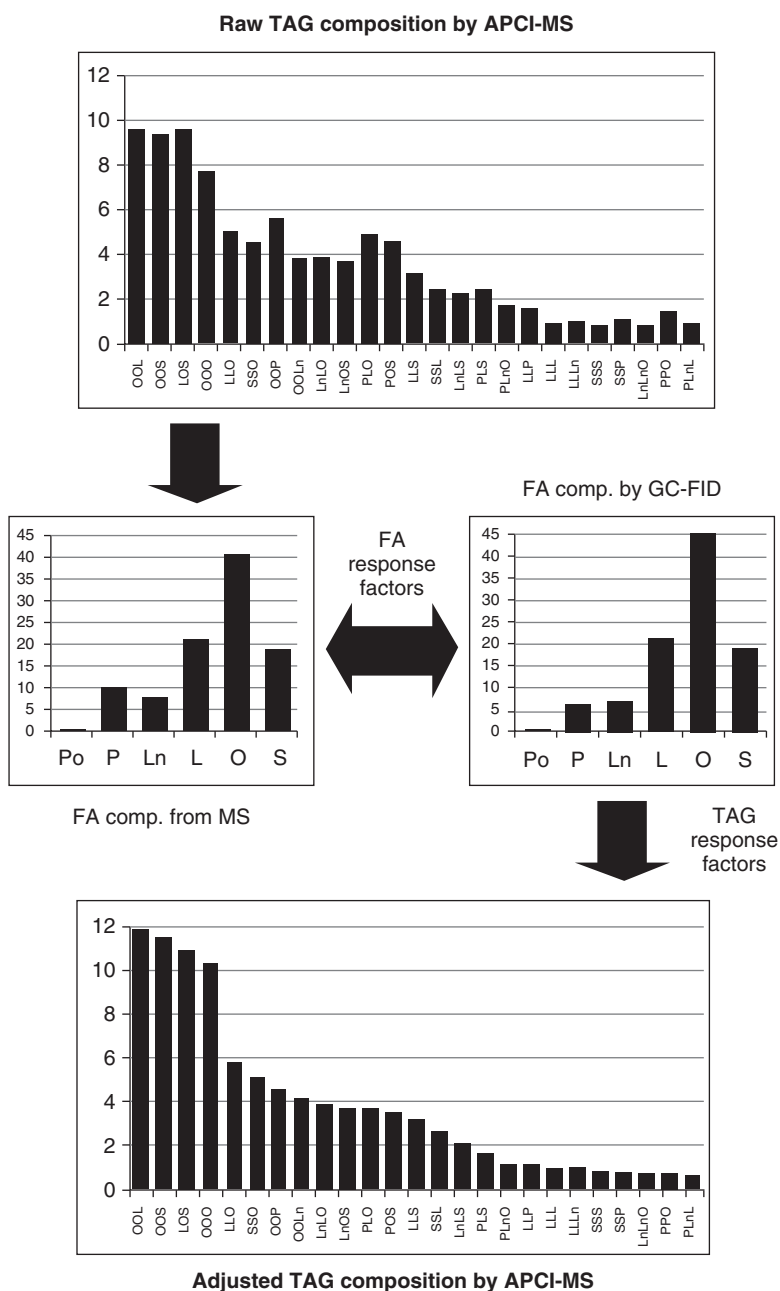 Raw TAG composition by APCI-MS
12
10
8
6
4
2
0
OOL OOS LOS OOO LLO SSO OOP OOLn LnLO LnOS PLO POS LLS SSL LnLS PLS PLnO LLP LLL LLLn SSS SSP LnLnO PPO PLnL
FA comp. by GC-FID
45
40
35
30
25
20
15
10
5
0
Po P Ln L O S
FA comp. from MS
FA
response
factors
45
40
35
30
25
20
15
10
5
0
Po P Ln L O S
TAG
response
factors
12
10
8
6
4
2
0
OOL OOS LOS OOO LLO SSO OOP OOLn LnLO LnOS PLO POS LLS SSL LnLS PLS PLnO LLP LLL LLLn SSS SSP LnLnO PPO PLnL
Adjusted TAG composition by APCI-MS